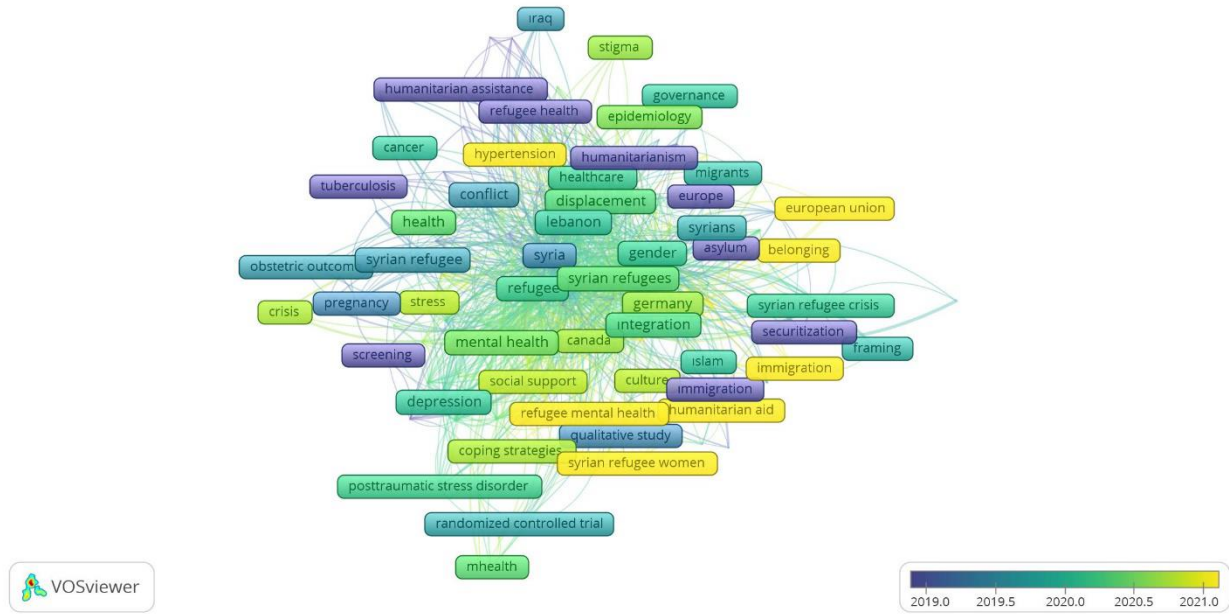 iraq
stigma
humanitarian assistance
governance
refugee health
epidemiology
cancer
hypertension
humanitarianism
healthcare
migrants
tuberculosis
conflict
displacement
europe
european union
health
lebanon
syrians
asylum
belonging
obstetric outcome
syrian refugee
syria
gender
syrian refugees
refugee
pregnancy
stress
germany
syrian refugee crisis
crisis
ıntegration
securitization
mental health
canada
framing
screening
ıslam
immigration
social support
culture
ımmigration
depression
refugee mental health
humanitarian aid
qualitative study
coping strategies
syrian refugee women
posttraumatic stress disorder
randomized controlled trial
mhealth
VOSviewer
2019.0 2019.5 2020.0 2020.5 2021.0